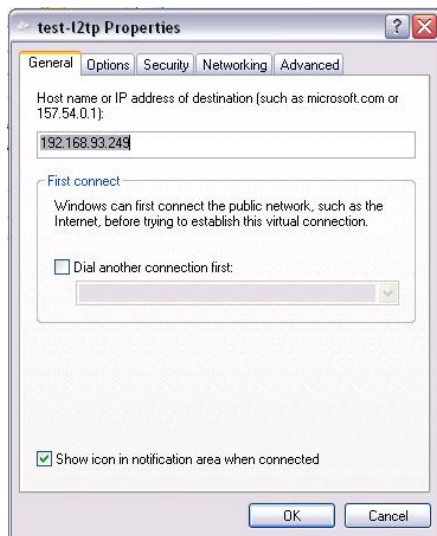 test-l2tp Properties
General Options Security Networking Advanced
Host name or IP address of destination (such as microsoft.com or
157.54.0.1):
192.168.93.249
First connect
Windows can first connect the public network, such as the
Internet, before trying to establish this virtual connection.
Dial another connection first:
Show icon in notification area when connected
OK Cancel